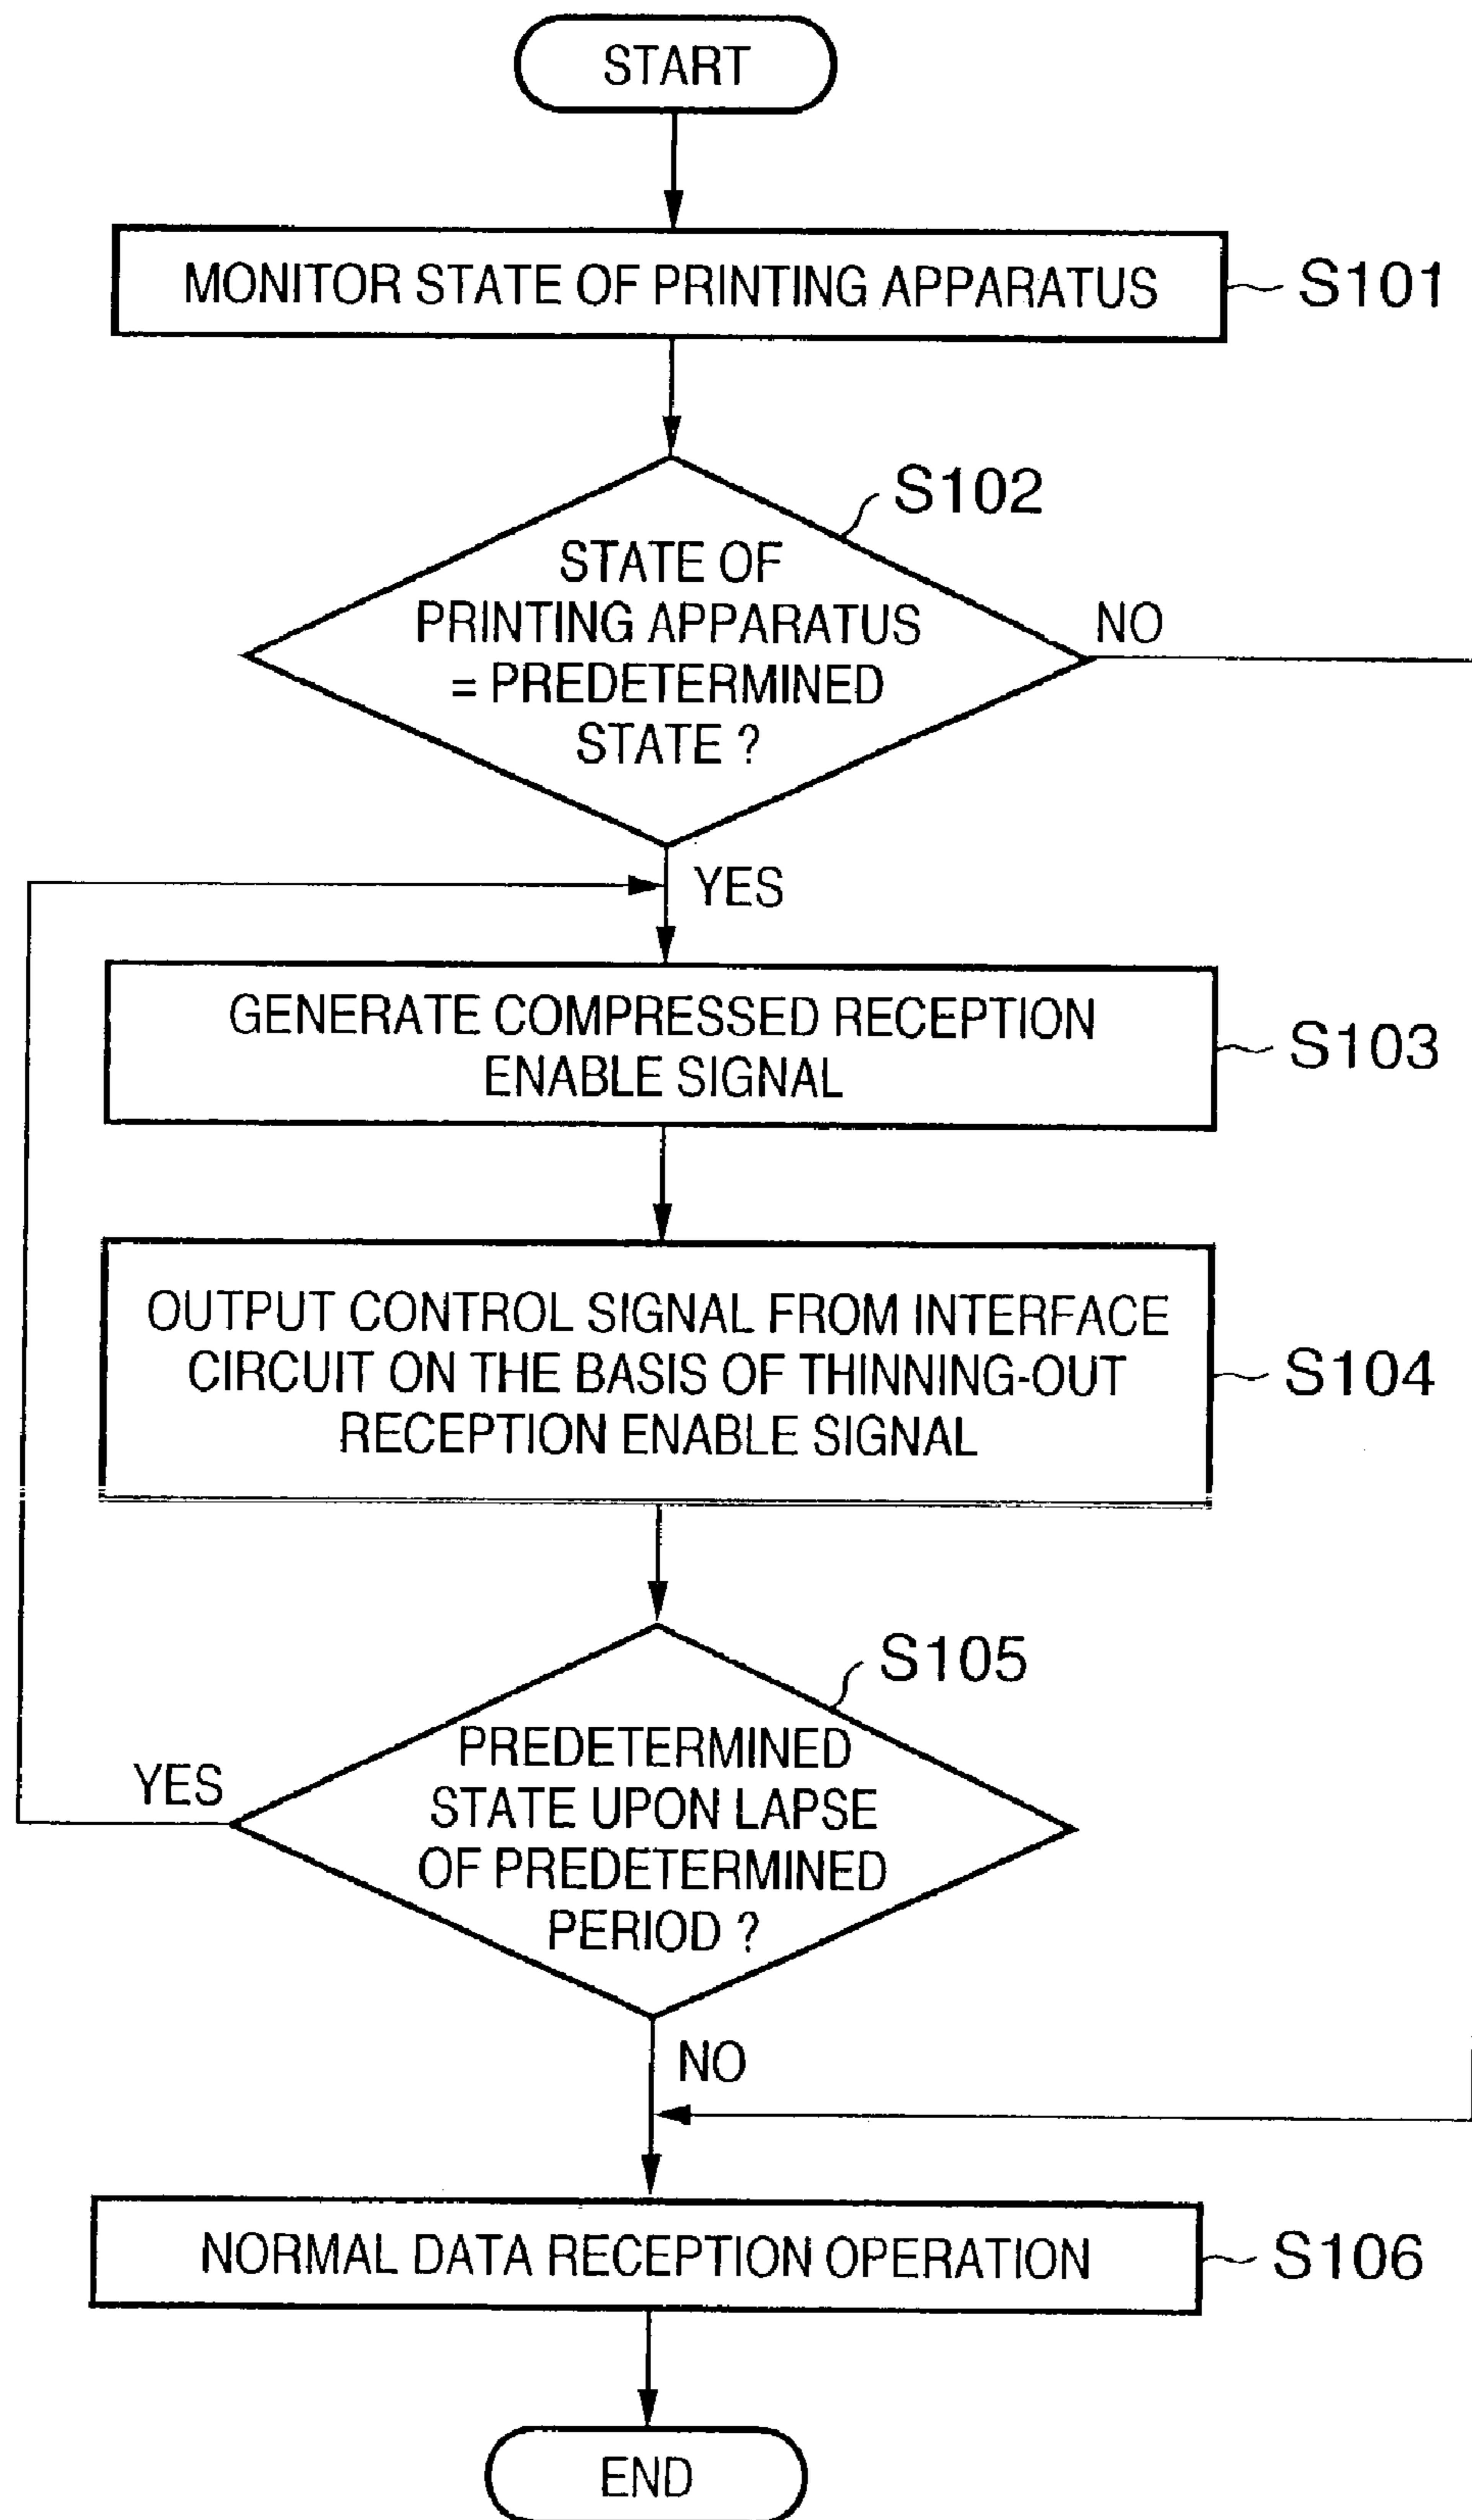 START
MONITOR STATE OF PRINTING APPARATUS
S101
S102
STATE OF
PRINTING APPARATUS
= PREDETERMINED
STATE ?
NO
YES
GENERATE COMPRESSED RECEPTION
ENABLE SIGNAL
S103
OUTPUT CONTROL SIGNAL FROM INTERFACE
CIRCUIT ON THE BASIS OF THINNING-OUT
RECEPTION ENABLE SIGNAL
S104
S105
PREDETERMINED
STATE UPON LAPSE
OF PREDETERMINED
PERIOD ?
YES
NO
NORMAL DATA RECEPTION OPERATION
S106
END